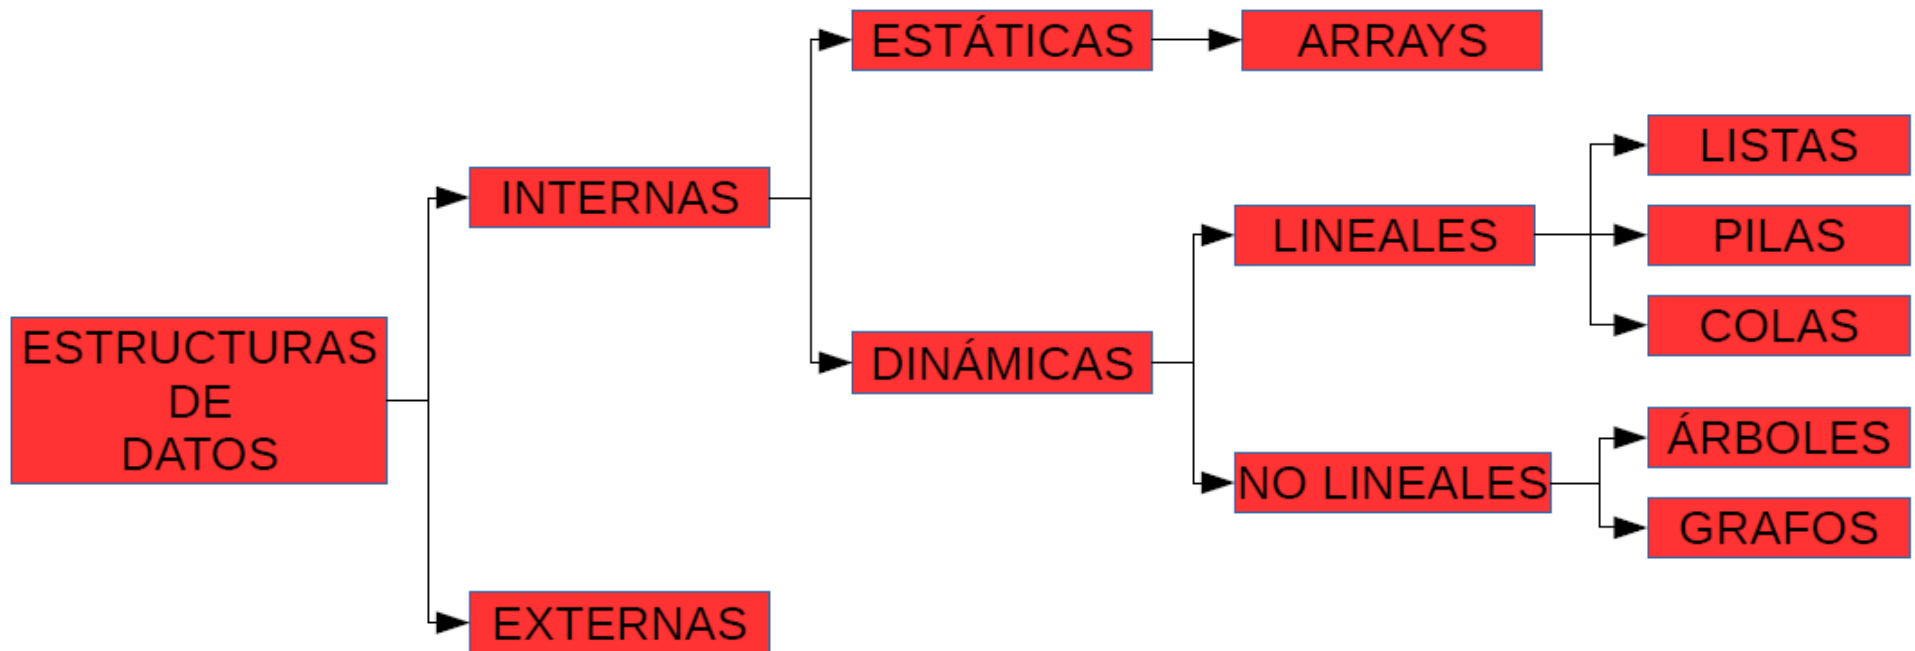 ESTRUCTURAS
DE
DATOS
INTERNAS
EXTERNAS
ESTÁTICAS
ARRAYS
DINÁMICAS
LINEALES
LISTAS
PILAS
COLAS
NO LINEALES
ÁRBOLES
GRAFOS